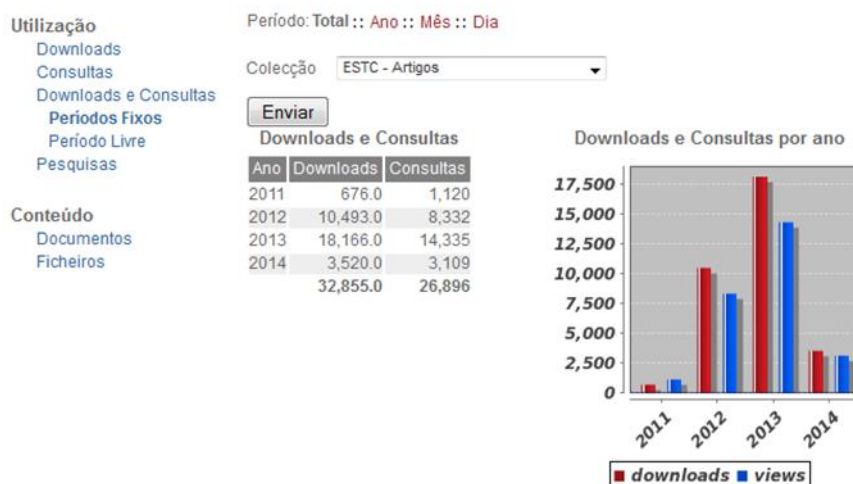 Utilização
Downloads
Consultas
Downloads e Consultas
Periodos Fixos
Período Livre
Pesquisas
Conteúdo
Documentos
Ficheiros
Período: Total :: Ano :: Mês :: Dia
Colecção ESTC - Artigos
Enviar
Downloads e Consultas
Ano Downloads Consultas
2011 676.0 1,120
2012 10,493.0 8,332
2013 18,166.0 14,335
2014 3,520.0 3,109
32,855.0 26,896
Downloads e Consultas por ano
17,500
15,000
12,500
10,000
7,500
5,000
2,500
0
2011 2012 2013 2014
downloads views